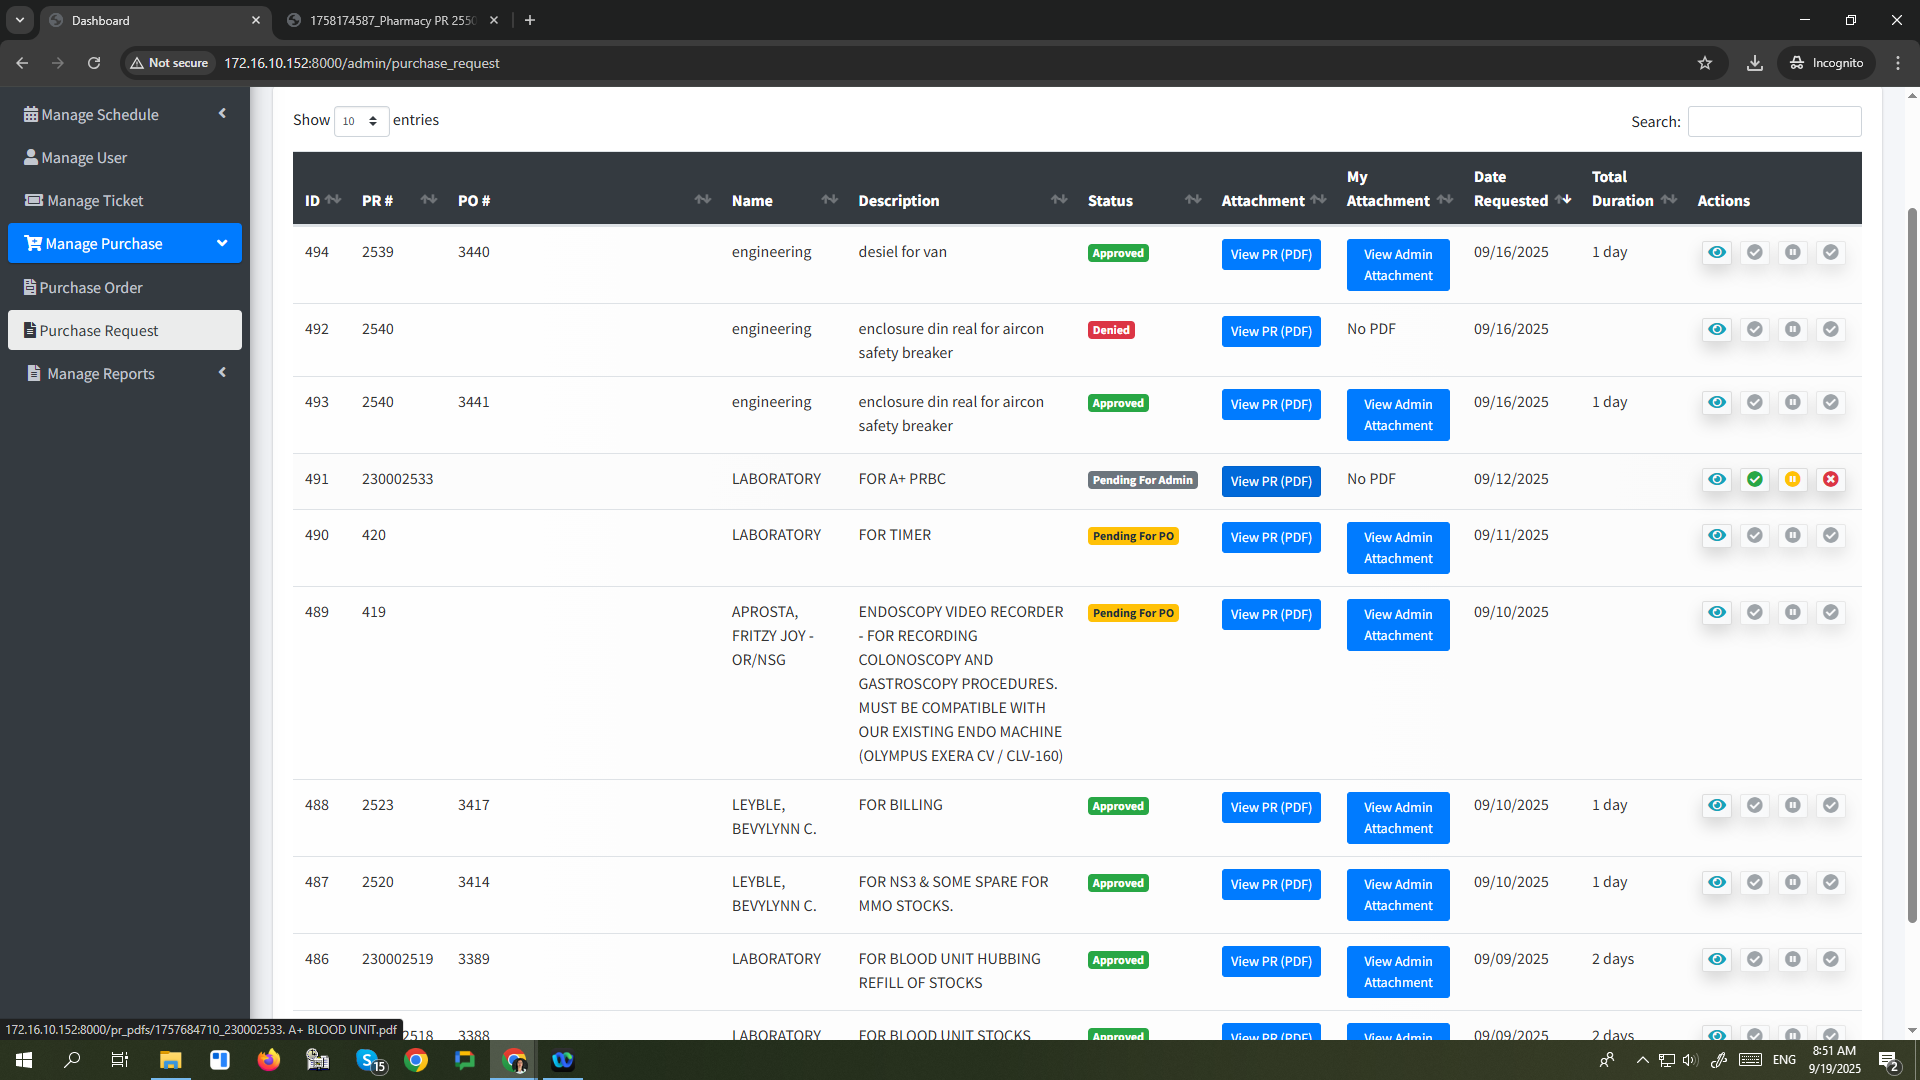 Dashboard
1758174587_Pharmacy PR 2550
Not secure
172.16.10.152:8000/admin/purchase_request
Incognito
Manage Schedule
Manage User
Manage Ticket
Manage Purchase
Purchase Order
Purchase Request
Manage Reports
Show 10 entries
Search:
ID PR # PO # Name Description Status Attachment My Attachment Date Requested Total Duration Actions
494 2539 3440 engineering desiel for van Approved View PR (PDF) View Admin Attachment 09/16/2025 1 day
492 2540 engineering enclosure din real for aircon safety breaker Denied View PR (PDF) No PDF 09/16/2025
493 2540 3441 engineering enclosure din real for aircon safety breaker Approved View PR (PDF) View Admin Attachment 09/16/2025 1 day
491 230002533 LABORATORY FOR A+ PRBC Pending For Admin View PR (PDF) No PDF 09/12/2025
490 420 LABORATORY FOR TIMER Pending For PO View PR (PDF) View Admin Attachment 09/11/2025
489 419 APROSTA, FRITZY JOY - OR/NSG ENDOSCOPY VIDEO RECORDER - FOR RECORDING COLONOSCOPY AND GASTROSCOPY PROCEDURES. MUST BE COMPATIBLE WITH OUR EXISTING ENDO MACHINE (OLYMPUS EXERA CV / CLV-160) Pending For PO View PR (PDF) View Admin Attachment 09/10/2025
488 2523 3417 LEYBLE, BEVYLYNN C. FOR BILLING Approved View PR (PDF) View Admin Attachment 09/10/2025 1 day
487 2520 3414 LEYBLE, BEVYLYNN C. FOR NS3 & SOME SPARE FOR MMO STOCKS. Approved View PR (PDF) View Admin Attachment 09/10/2025 1 day
486 230002519 3389 LABORATORY FOR BLOOD UNIT HUBBING REFILL OF STOCKS Approved View PR (PDF) View Admin Attachment 09/09/2025 2 days
2518 3388 LABORATORY FOR BLOOD UNIT STOCKS Approved View PR (PDF) View Admin 09/09/2025 2 days
172.16.10.152:8000/pr_pdfs/1757684710_230002533. A+ BLOOD UNIT.pdf
15
ENG
8:51 AM
9/19/2025
2